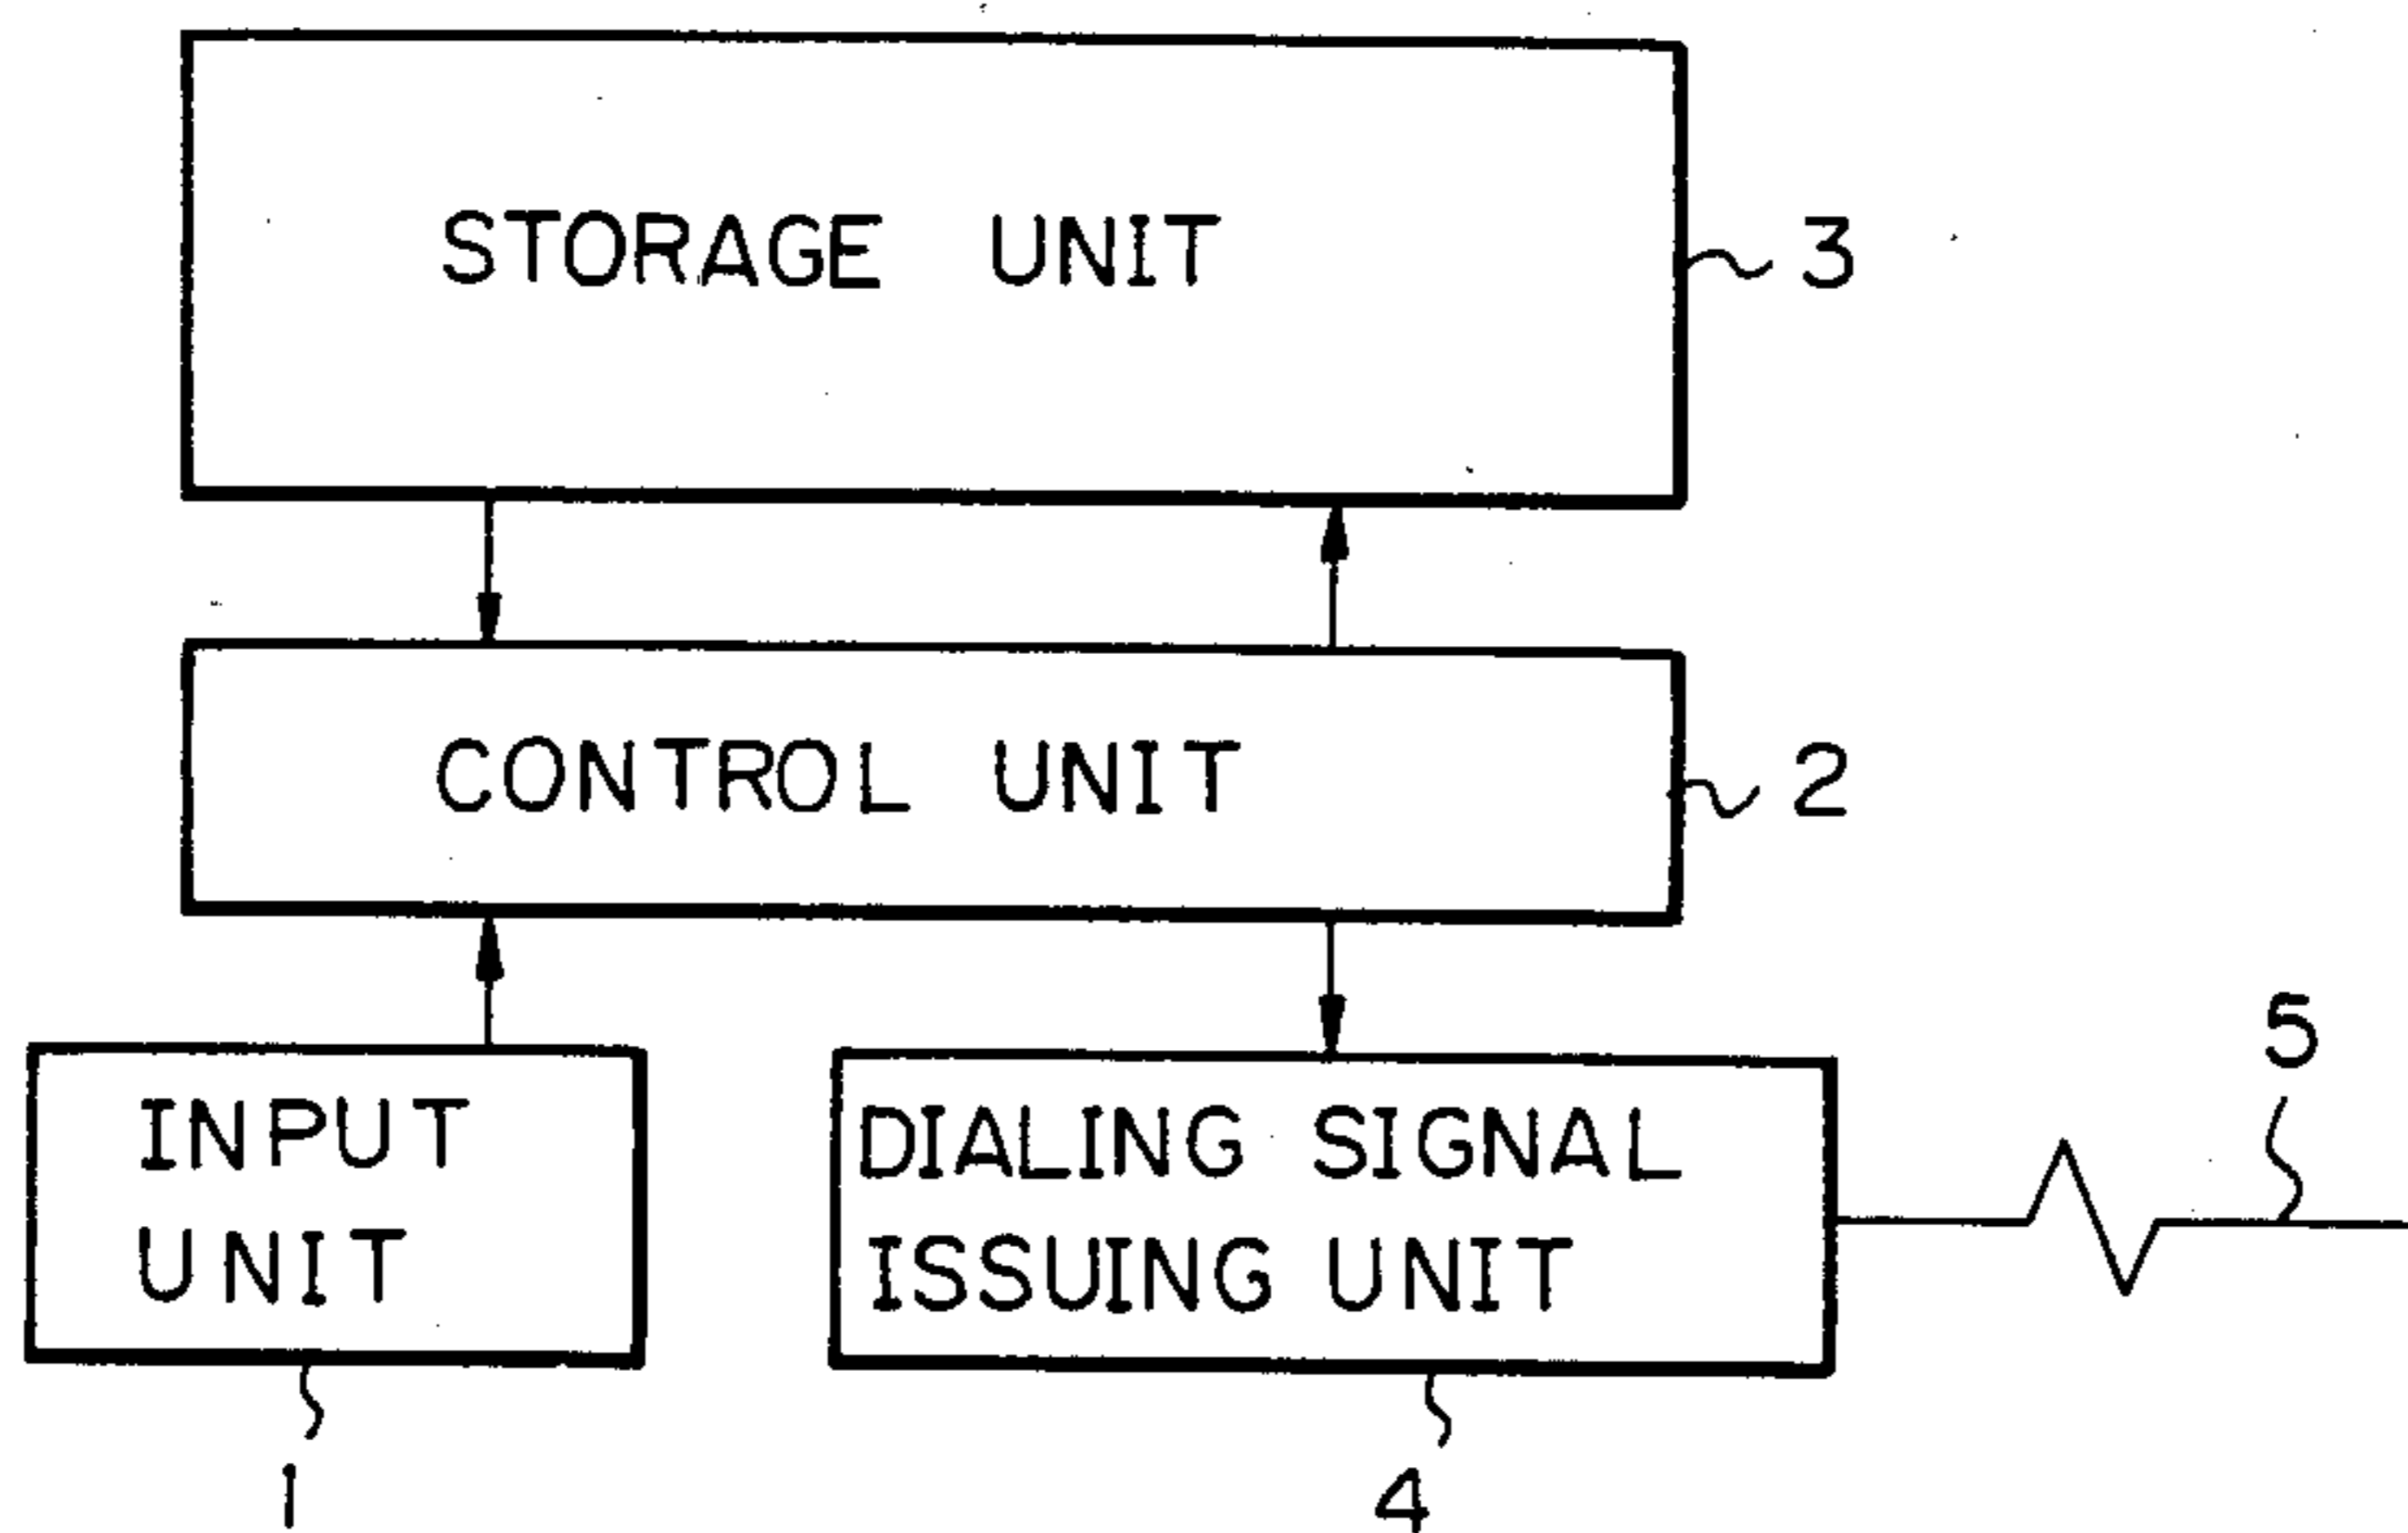 STORAGE UNIT
3
CONTROL UNIT
2
5
INPUT
UNIT
DIALING SIGNAL
ISSUING UNIT
1
4